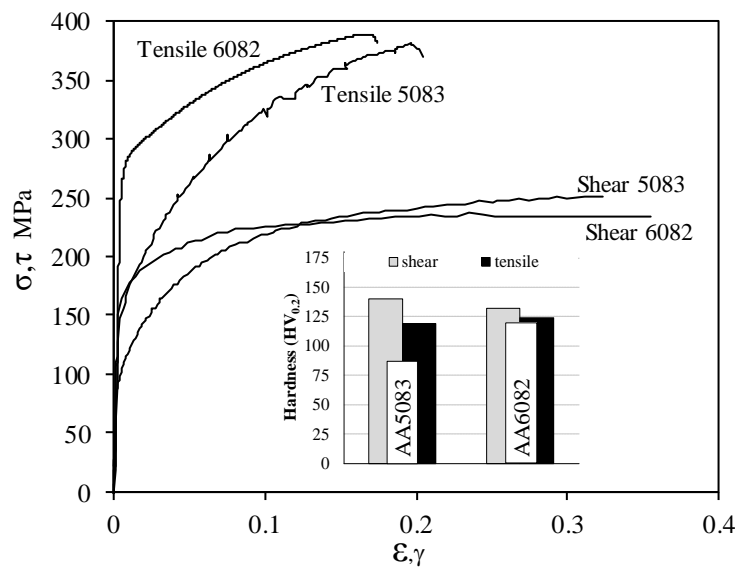 400
350
300
250
200
150
100
50
0
σ,τ MPa
Tensile 6082
Tensile 5083
Shear 5083
Shear 6082
175
150
125
100
75
50
25
0
Hardness (HV0.2)
shear
tensile
AA5083
AA6082
0
0.1
0.2
0.3
0.4
ε,γ